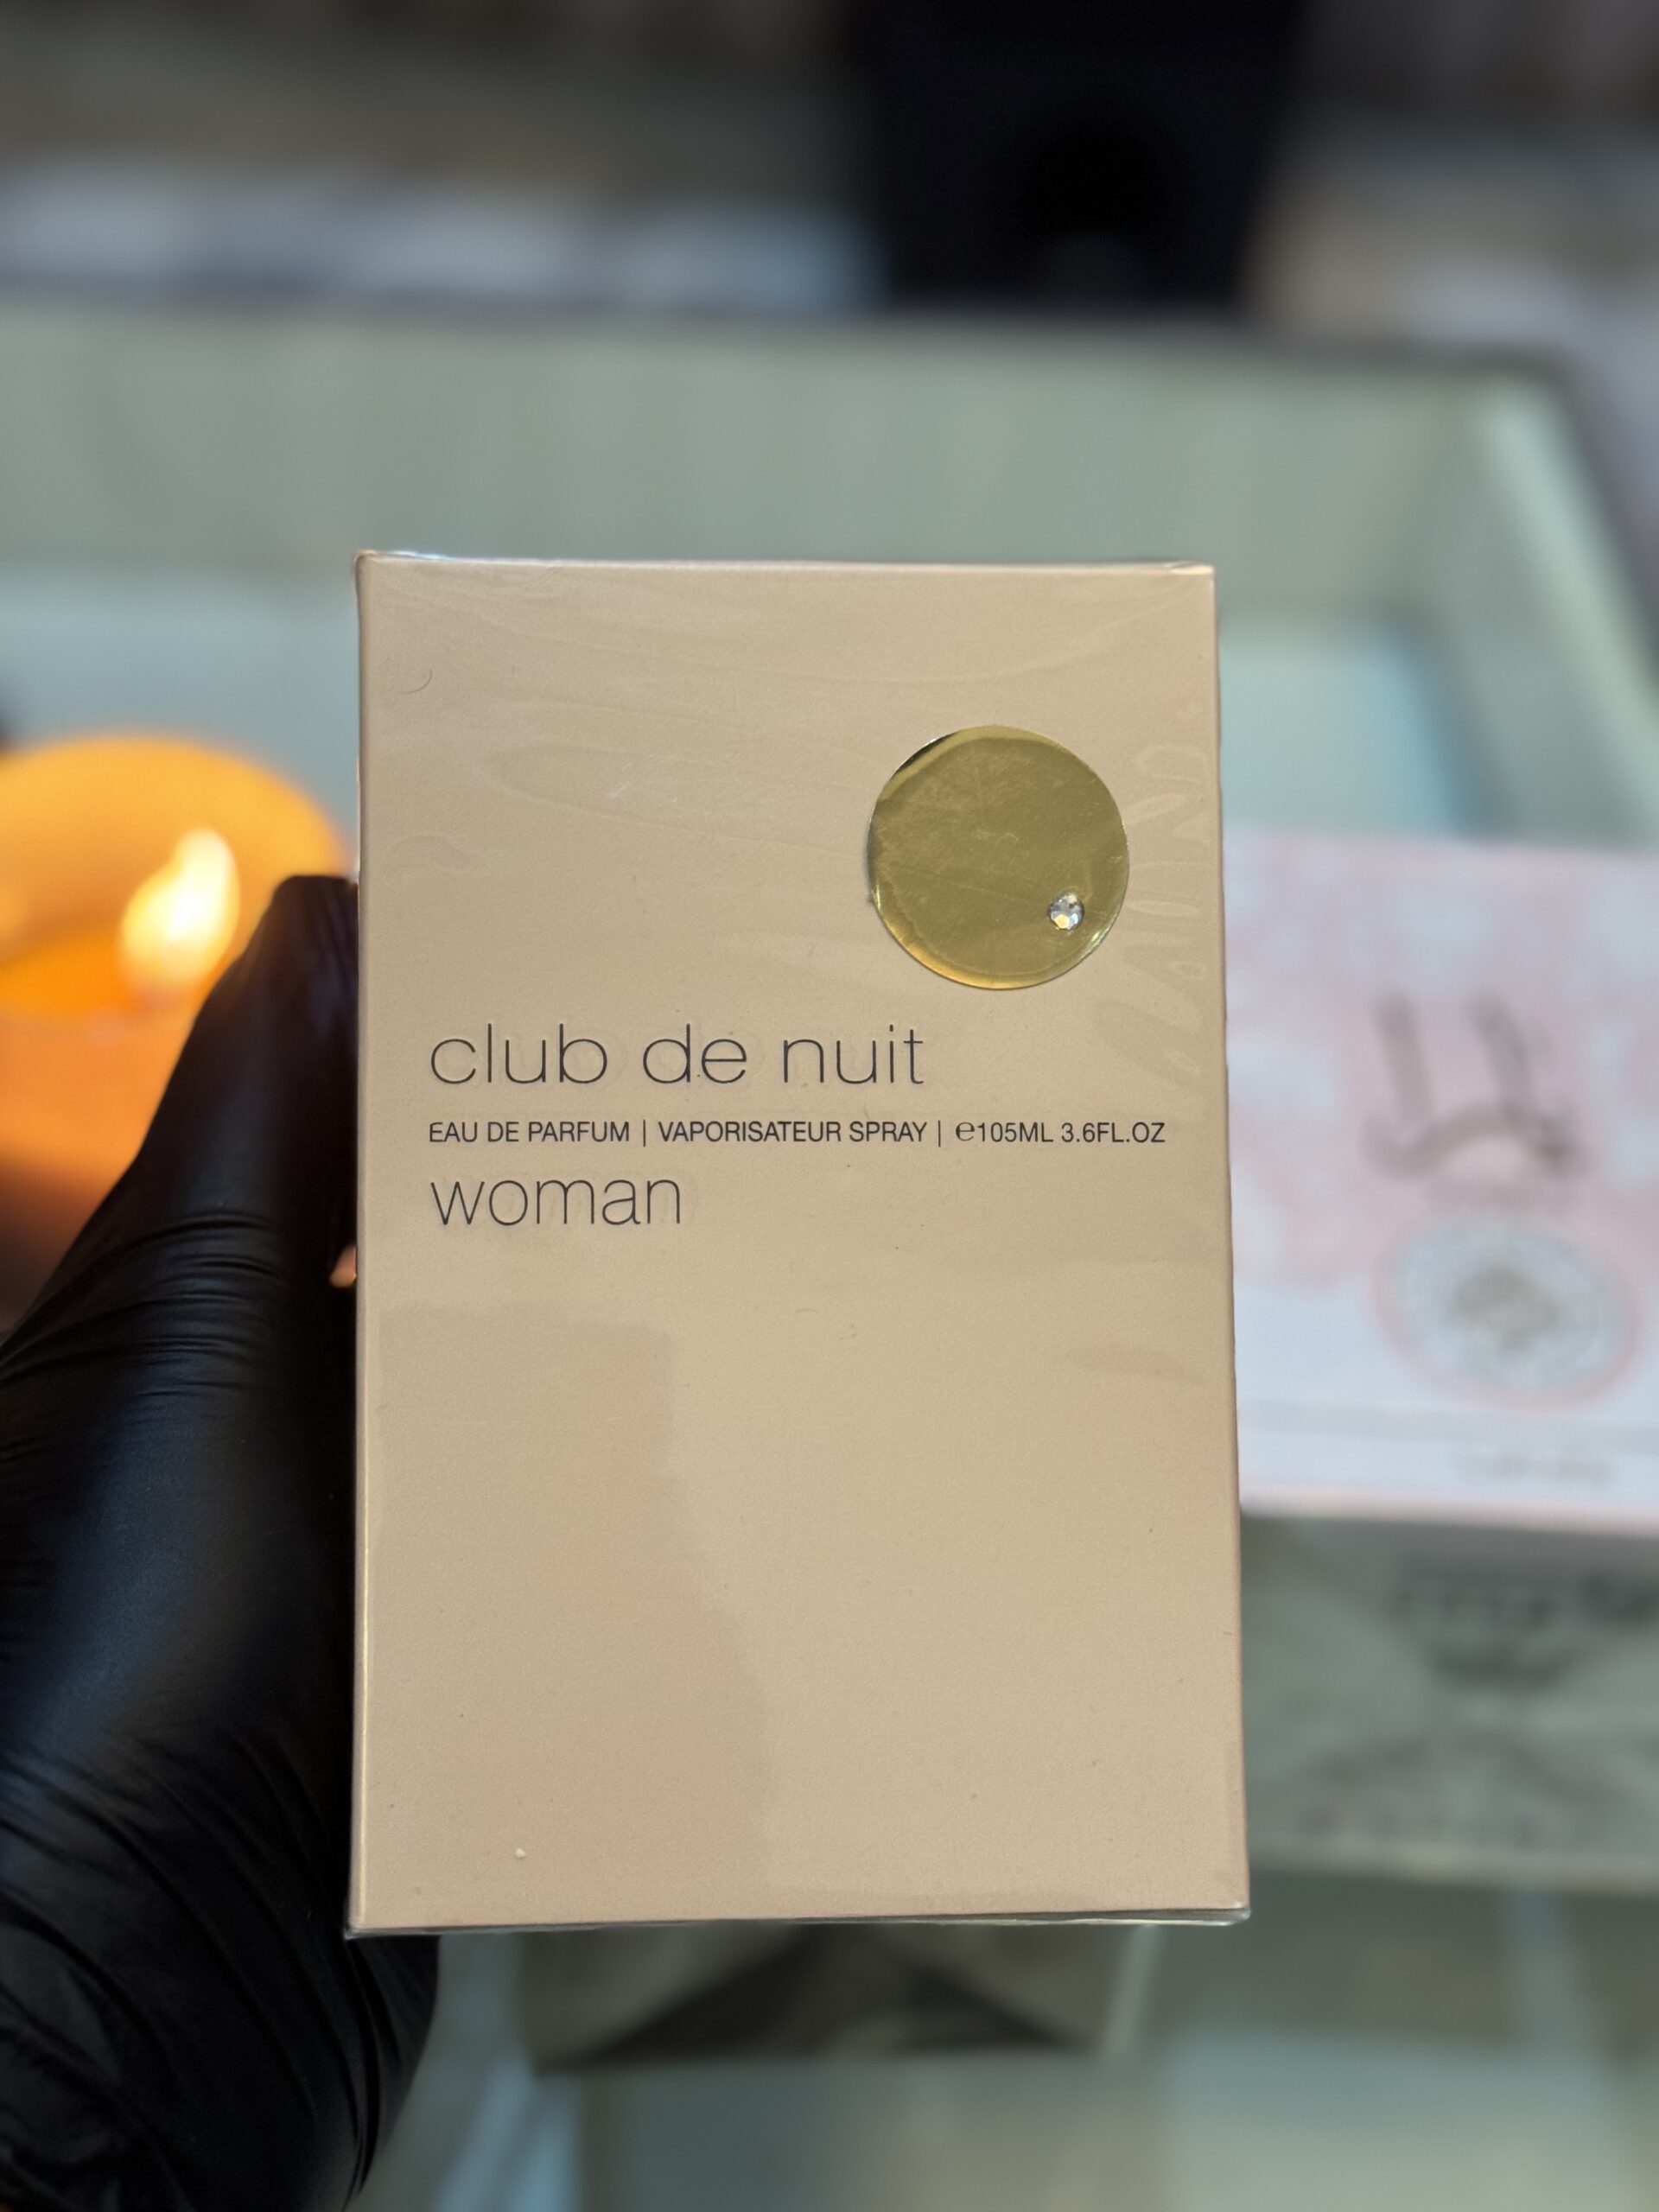 club de nuit
EAU DE PARFUM | VAPORISATEUR SPRAY | ℮105ML 3.6FL.OZ
woman